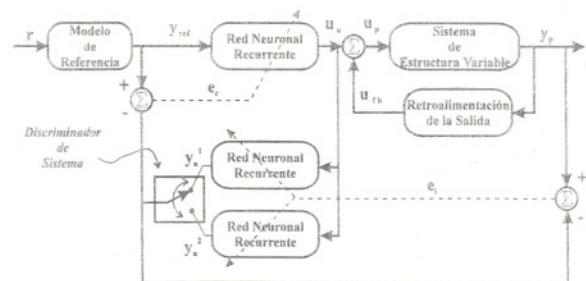 r
Modelo
de
Referencia
y_ref
Red Neuronal
Recurrente
u_n
Σ
u_p
Sistema
de
Estructura Variable
y_p
+
-
Σ
e_c
u_fb
Retroalimentación
de la Salida
Discriminador
de
Sistema
y_n^1
Red Neuronal
Recurrente
e_i
+
Σ
-
y_n^2
Red Neuronal
Recurrente